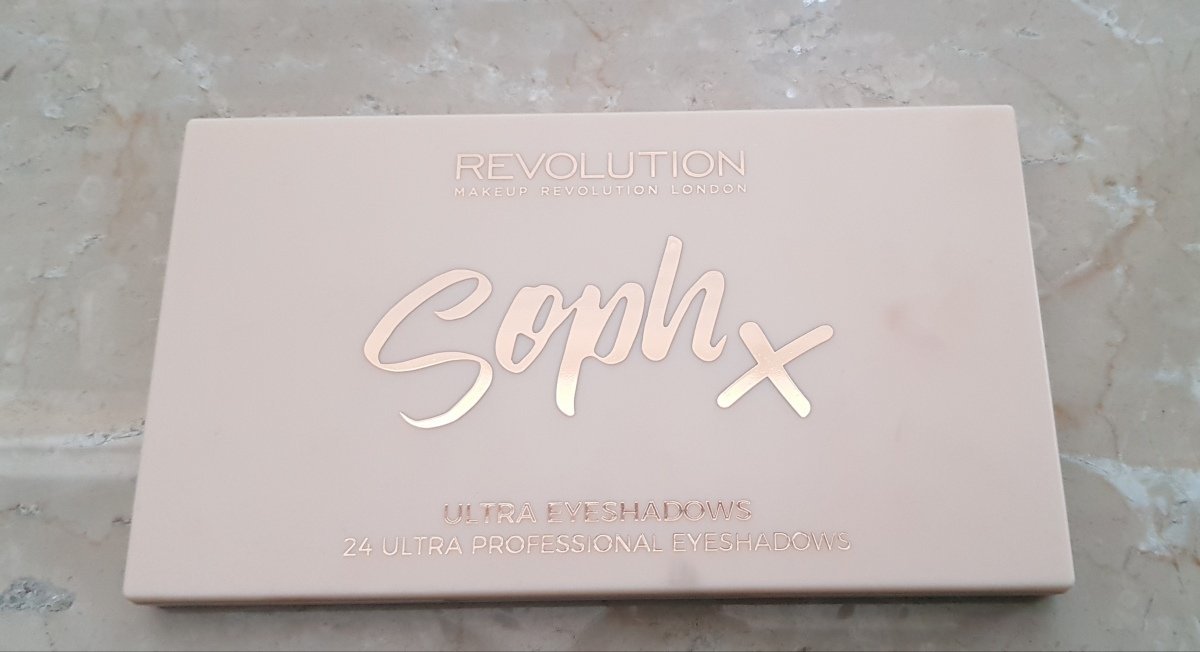 REVOLUTION
MAKEUP REVOLUTION LONDON
Soph x
ULTRA EYESHADOWS
24 ULTRA PROFESSIONAL EYESHADOWS